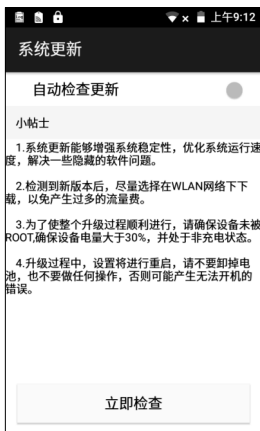 上午9:12
系统更新
自动检查更新
小帖士
1.系统更新能够增强系统稳定性，优化系统运行速
度，解决一些隐藏的软件问题。
2.检测到新版本后，尽量选择在WLAN网络下下
载，以免产生过多的流量费。
3.为了使整个升级过程顺利进行，请确保设备未被
ROOT,确保设备电量大于30%，并处于非充电状态。
4.升级过程中，设置将进行重启，请不要卸掉电
池，也不要做任何操作，否则可能产生无法开机的
错误。
立即检查